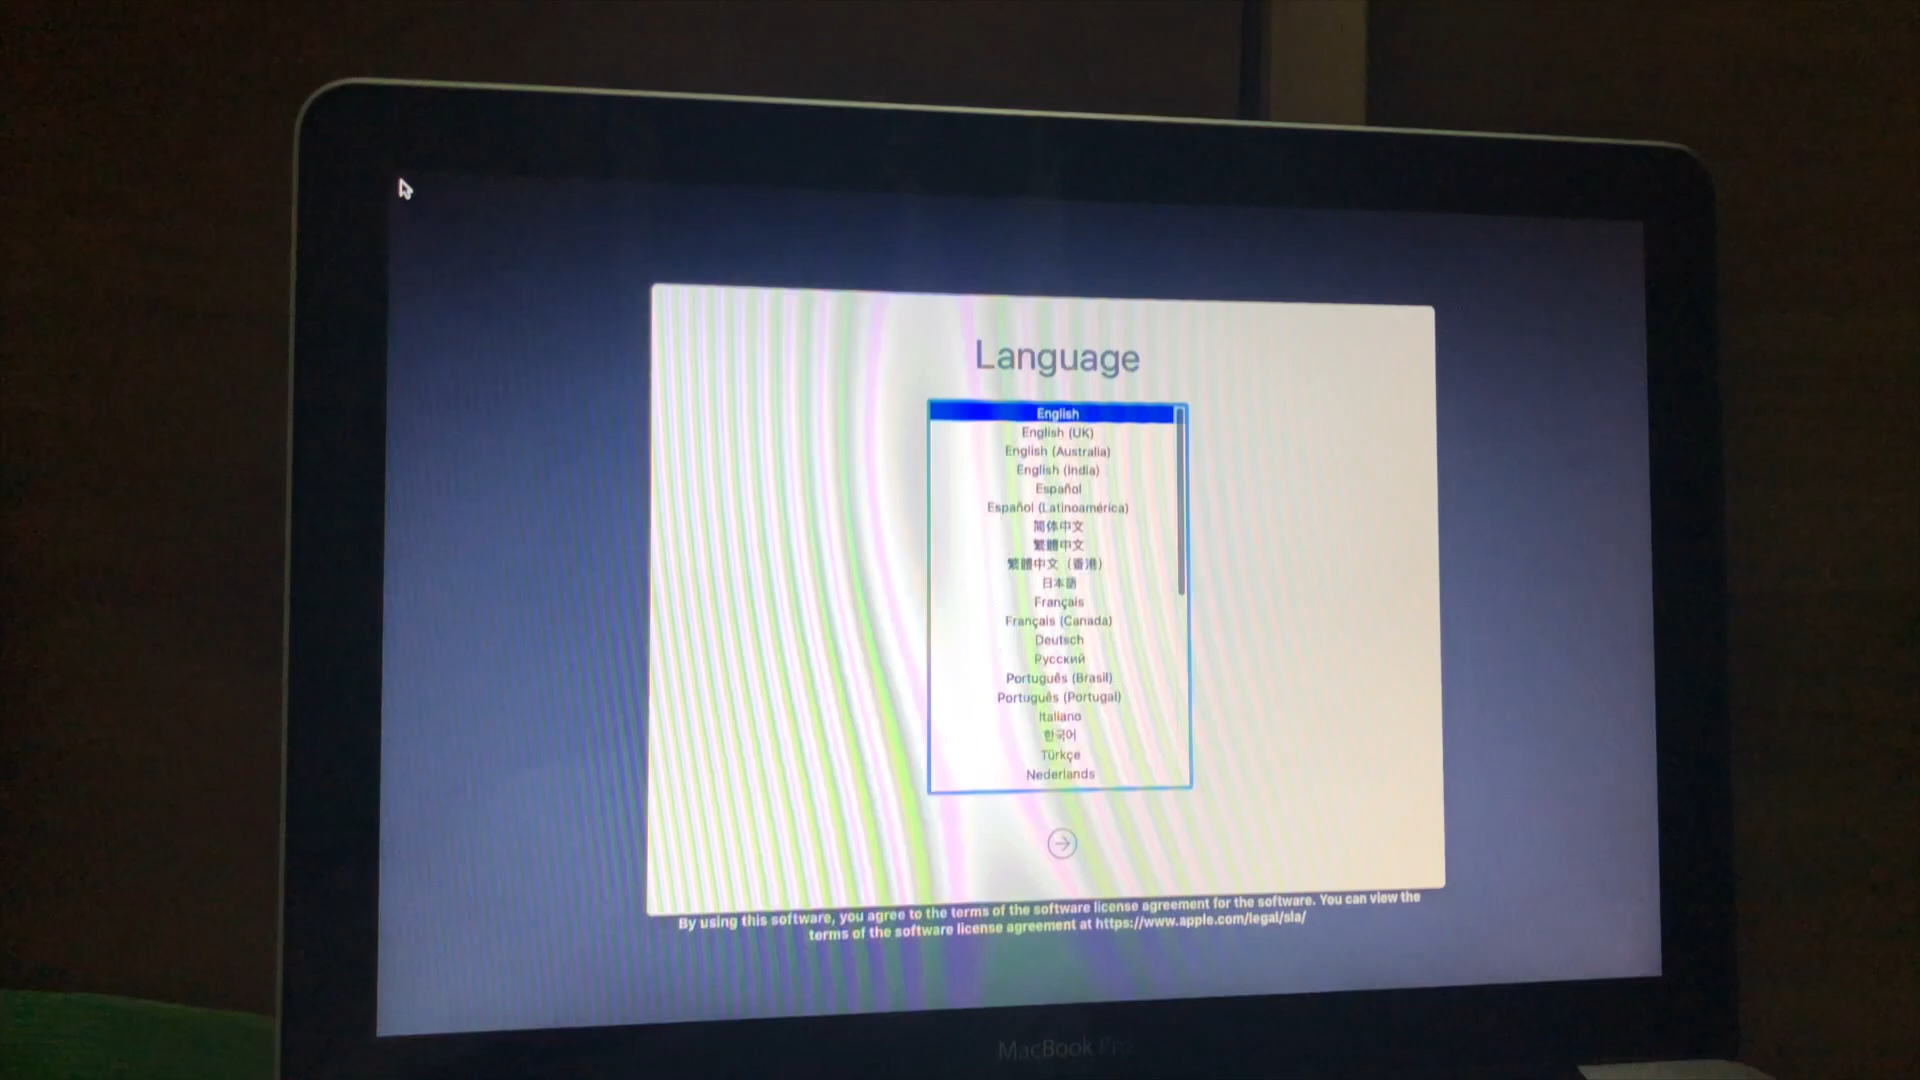 Language
English
English (UK)
English (Australia)
English (India)
Español
Español (Latinoamérica)
简体中文
繁體中文
繁體中文（香港）
日本語
Français
Français (Canada)
Deutsch
Русский
Português (Brasil)
Português (Portugal)
Italiano
한국어
Türkçe
Nederlands
By using this software, you agree to the terms of the software license agreement for the software. You can view the
terms of the software license agreement at https://www.apple.com/legal/sla/
MacBook Pro